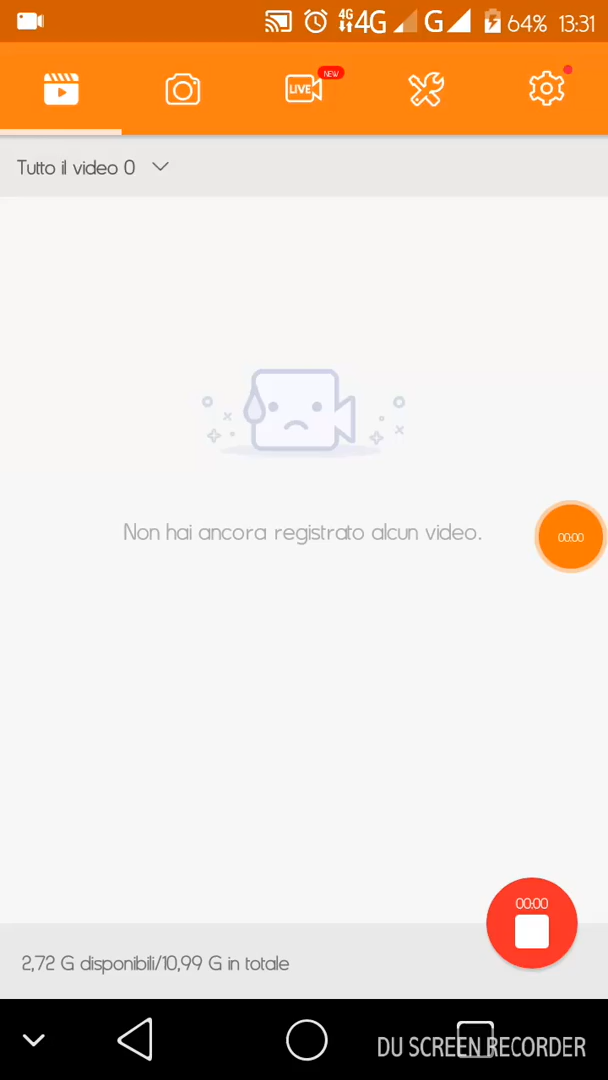 4G 4G G 64% 13:31
LIVE NEW
Tutto il video 0
Non hai ancora registrato alcun video.
00:00
00:00
2,72 G disponibili/10,99 G in totale
DU SCREEN RECORDER